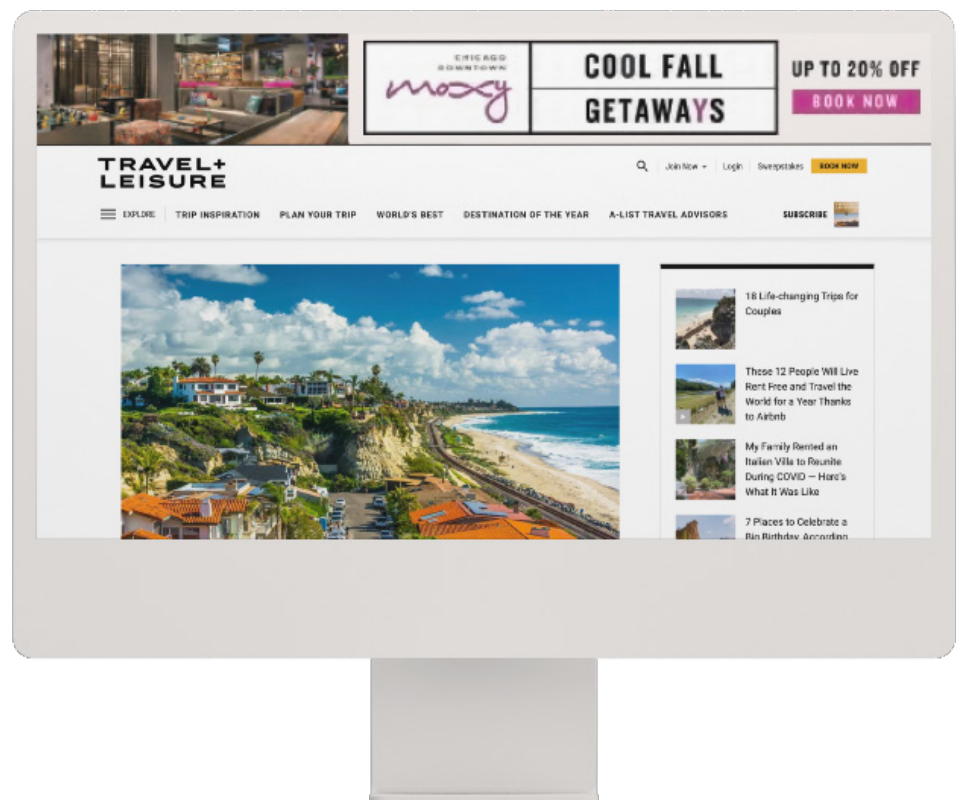 CHICAGO
DOWNTOWN
moxy
COOL FALL
GETAWAYS
UP TO 20% OFF
BOOK NOW
TRAVEL+
LEISURE
Join Now
Login
Sweepstakes
BOOK NOW
EXPLORE
TRIP INSPIRATION
PLAN YOUR TRIP
WORLD'S BEST
DESTINATION OF THE YEAR
A-LIST TRAVEL ADVISORS
SUBSCRIBE
18 Life-changing Trips for
Couples
These 12 People Will Live
Rent Free and Travel the
World for a Year Thanks
to Airbnb
My Family Rented an
Italian Villa to Reunite
During COVID — Here's
What It Was Like
7 Places to Celebrate a
Big Birthday, According